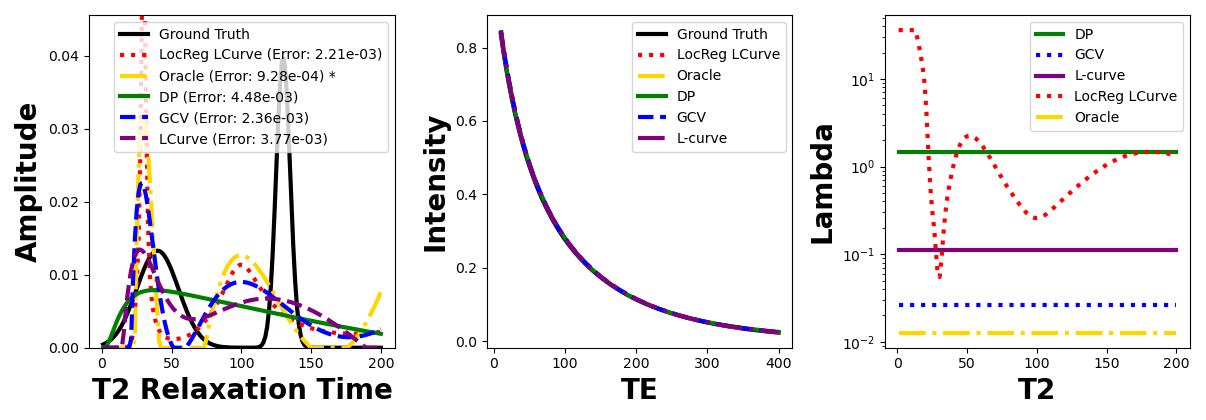 Amplitude
0.04
0.03
0.02
0.01
0.00
Ground Truth
LocReg LCurve (Error: 2.21e-03)
Oracle (Error: 9.28e-04) *
DP (Error: 4.48e-03)
GCV (Error: 2.36e-03)
LCurve (Error: 3.77e-03)
0 50 100 150 200
T2 Relaxation Time
Intensity
0.8
0.6
0.4
0.2
0.0
Ground Truth
LocReg LCurve
Oracle
DP
GCV
L-curve
0 100 200 300 400
TE
Lambda
10¹
10⁰
10⁻¹
10⁻²
DP
GCV
L-curve
LocReg LCurve
Oracle
0 50 100 150 200
T2